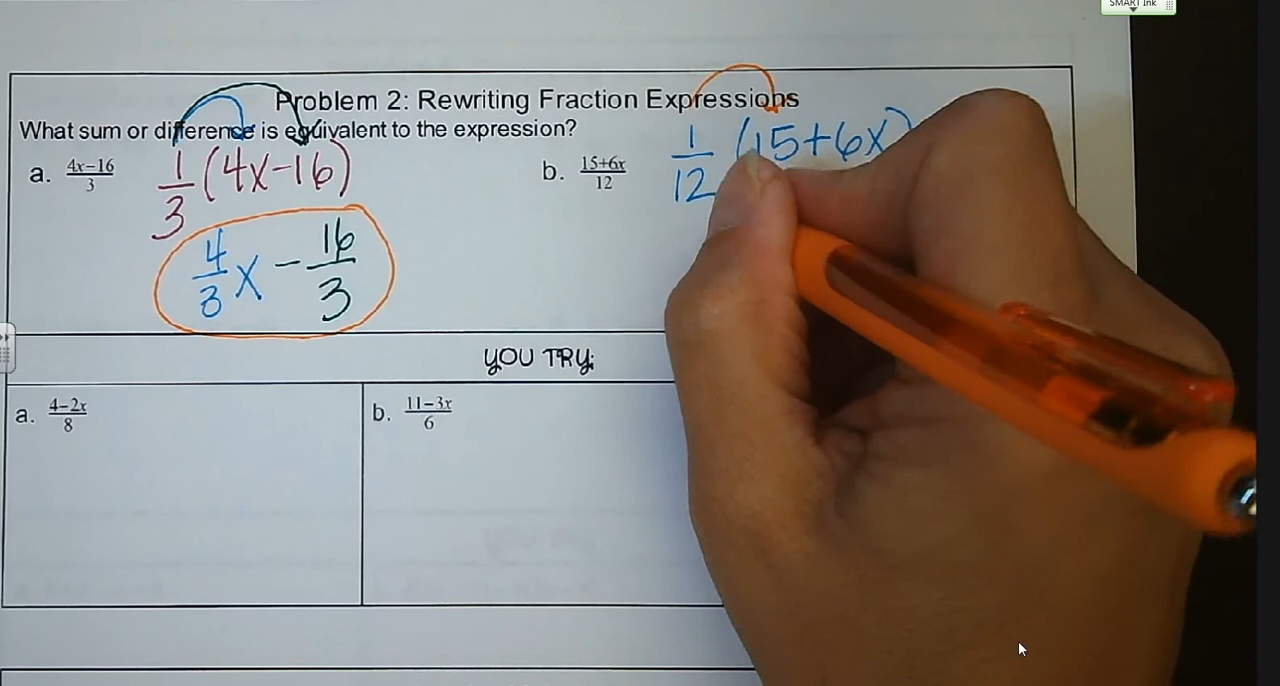 SMART Ink
Problem 2: Rewriting Fraction Expressions
What sum or difference is equivalent to the expression?
a. (4x−16)/3
1/3 (4x−16)
4/3 x − 16/3
b. (15+6x)/12
1/12 (15+6x)
YOU TRY:
a. (4−2x)/8
b. (11−3x)/6